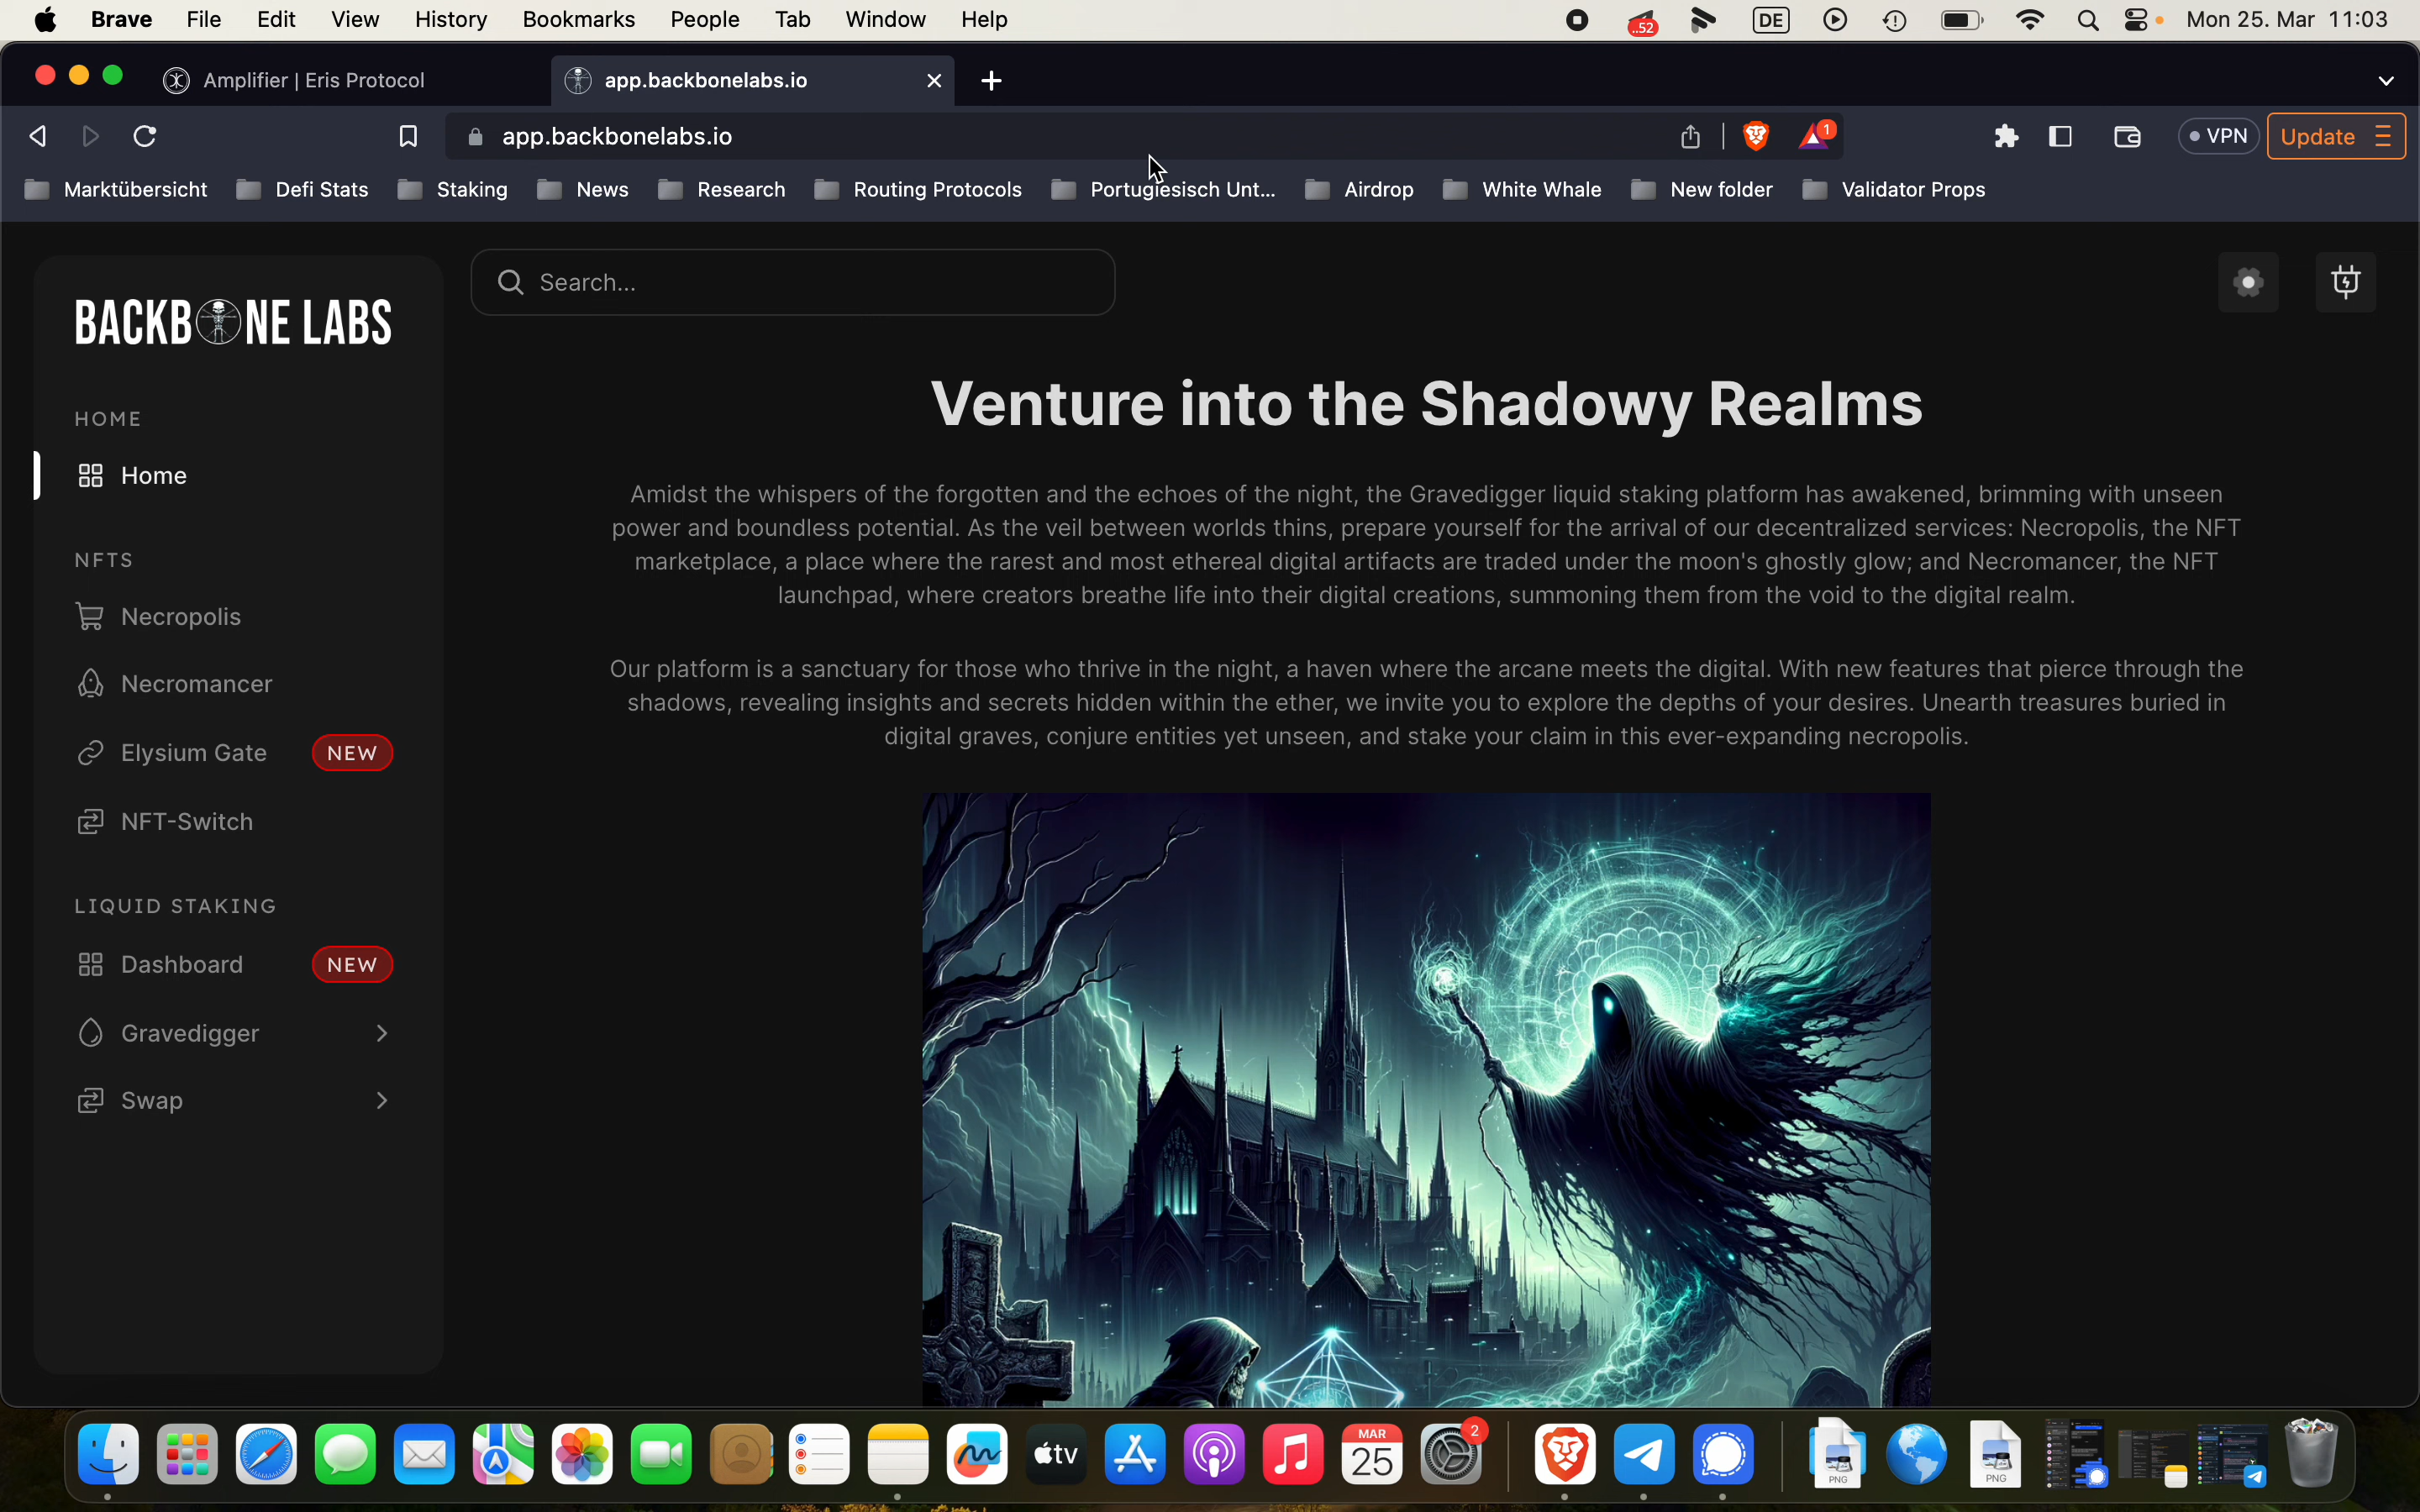 Brave File Edit View History Bookmarks People Tab Window Help ..52 DE Mon 25. Mar 11:03
Amplifier | Eris Protocol app.backbonelabs.io
app.backbonelabs.io 1 VPN Update
Marktübersicht Defi Stats Staking News Research Routing Protocols Portugiesisch Unt... Airdrop White Whale New folder Validator Props
BACKBONE LABS
HOME
Home
NFTS
Necropolis
Necromancer
Elysium Gate NEW
NFT-Switch
LIQUID STAKING
Dashboard NEW
Gravedigger
Swap
Search...
Venture into the Shadowy Realms
Amidst the whispers of the forgotten and the echoes of the night, the Gravedigger liquid staking platform has awakened, brimming with unseen
power and boundless potential. As the veil between worlds thins, prepare yourself for the arrival of our decentralized services: Necropolis, the NFT
marketplace, a place where the rarest and most ethereal digital artifacts are traded under the moon's ghostly glow; and Necromancer, the NFT
launchpad, where creators breathe life into their digital creations, summoning them from the void to the digital realm.
Our platform is a sanctuary for those who thrive in the night, a haven where the arcane meets the digital. With new features that pierce through the
shadows, revealing insights and secrets hidden within the ether, we invite you to explore the depths of your desires. Unearth treasures buried in
digital graves, conjure entities yet unseen, and stake your claim in this ever-expanding necropolis.
tv MAR 25 2 PNG PNG